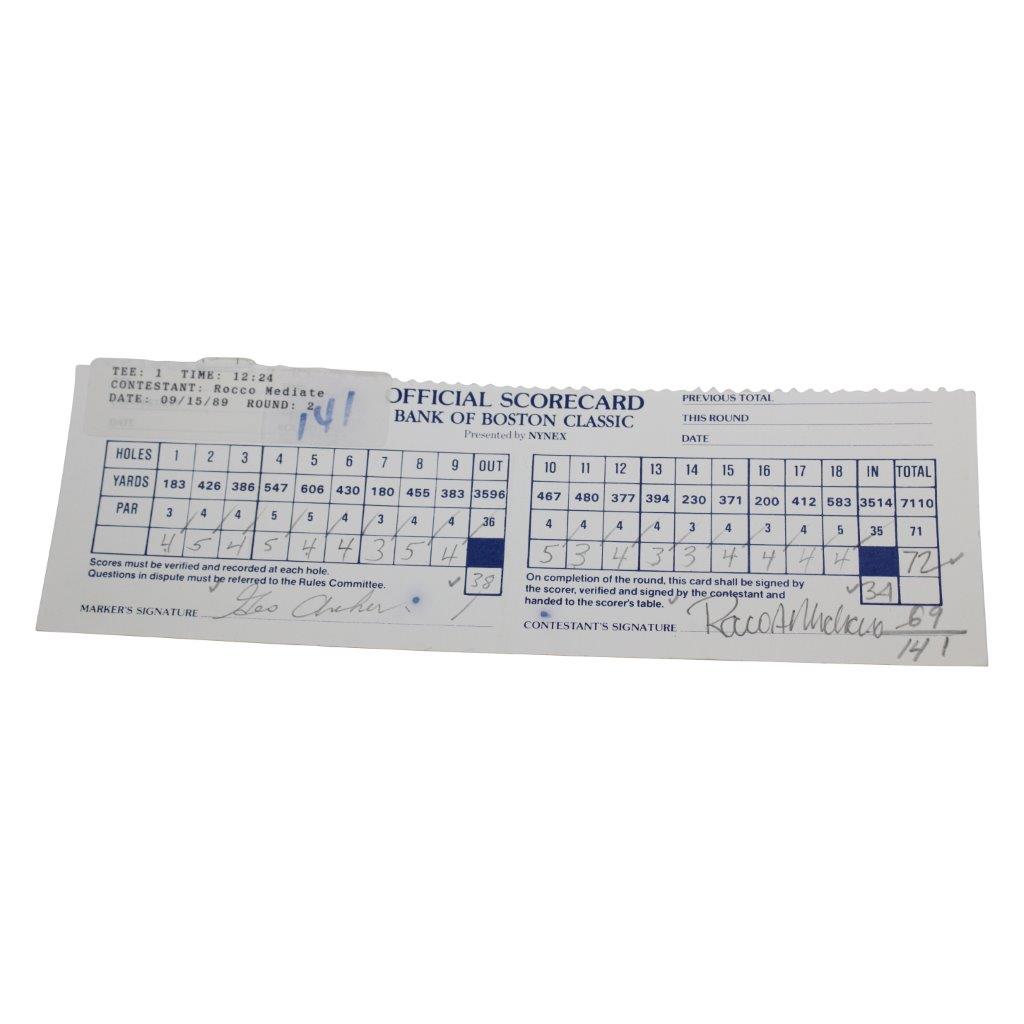 TEE: 1 TIME: 12:24
CONTESTANT: Rocco Mediate
DATE: 09/15/89 ROUND: 2
141
OFFICIAL SCORECARD
BANK OF BOSTON CLASSIC
Presented by NYNEX
PREVIOUS TOTAL
THIS ROUND
DATE
HOLES 1 2 3 4 5 6 7 8 9 OUT
YARDS 183 426 386 547 606 430 180 455 383 3596
PAR 3 4 4 5 5 4 3 4 4 36
4 5 4 5 4 4 3 5 4
38
Scores must be verified and recorded at each hole.
Questions in dispute must be referred to the Rules Committee.
MARKER'S SIGNATURE Geo Archer
10 11 12 13 14 15 16 17 18 IN TOTAL
467 480 377 394 230 371 200 412 583 3514 7110
4 4 4 4 3 4 3 4 5 35 71
5 3 4 3 3 4 4 4 4 72
34
On completion of the round, this card shall be signed by
the scorer, verified and signed by the contestant and
handed to the scorer's table.
CONTESTANT'S SIGNATURE Rocco A Mediate 69
141